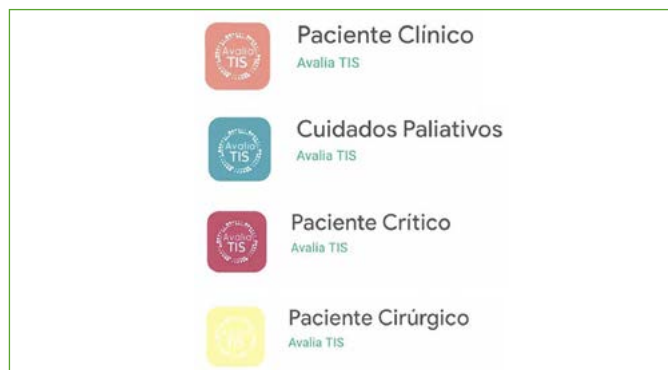 Avalia
TIS
Paciente Clínico
Avalia TIS
Avalia
TIS
Cuidados Paliativos
Avalia TIS
Avalia
TIS
Paciente Crítico
Avalia TIS
TIS
Paciente Cirúrgico
Avalia TIS